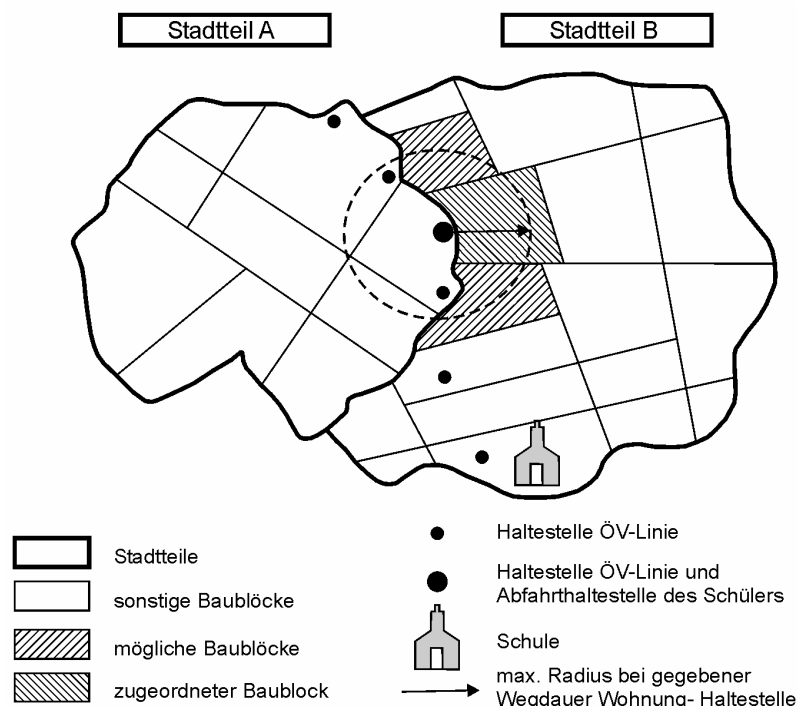 Stadtteil A
Stadtteil B
Stadtteile
sonstige Baublöcke
mögliche Baublöcke
zugeordneter Baublock
Haltestelle ÖV-Linie
Haltestelle ÖV-Linie und
Abfahrthaltestelle des Schülers
Schule
max. Radius bei gegebener
Wegdauer Wohnung- Haltestelle